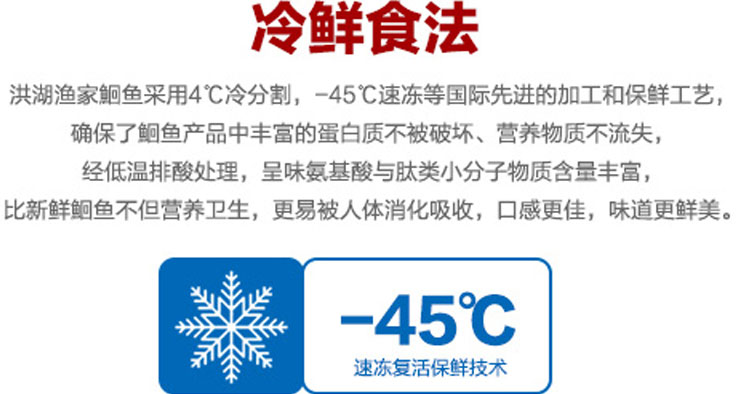 冷鲜食法
洪湖渔家鮰鱼采用4℃冷分割，-45℃速冻等国际先进的加工和保鲜工艺，
确保了鮰鱼产品中丰富的蛋白质不被破坏、营养物质不流失，
经低温排酸处理，呈味氨基酸与肽类小分子物质含量丰富，
比新鲜鮰鱼不但营养卫生，更易被人体消化吸收，口感更佳，味道更鲜美。
-45℃
速冻复活保鲜技术